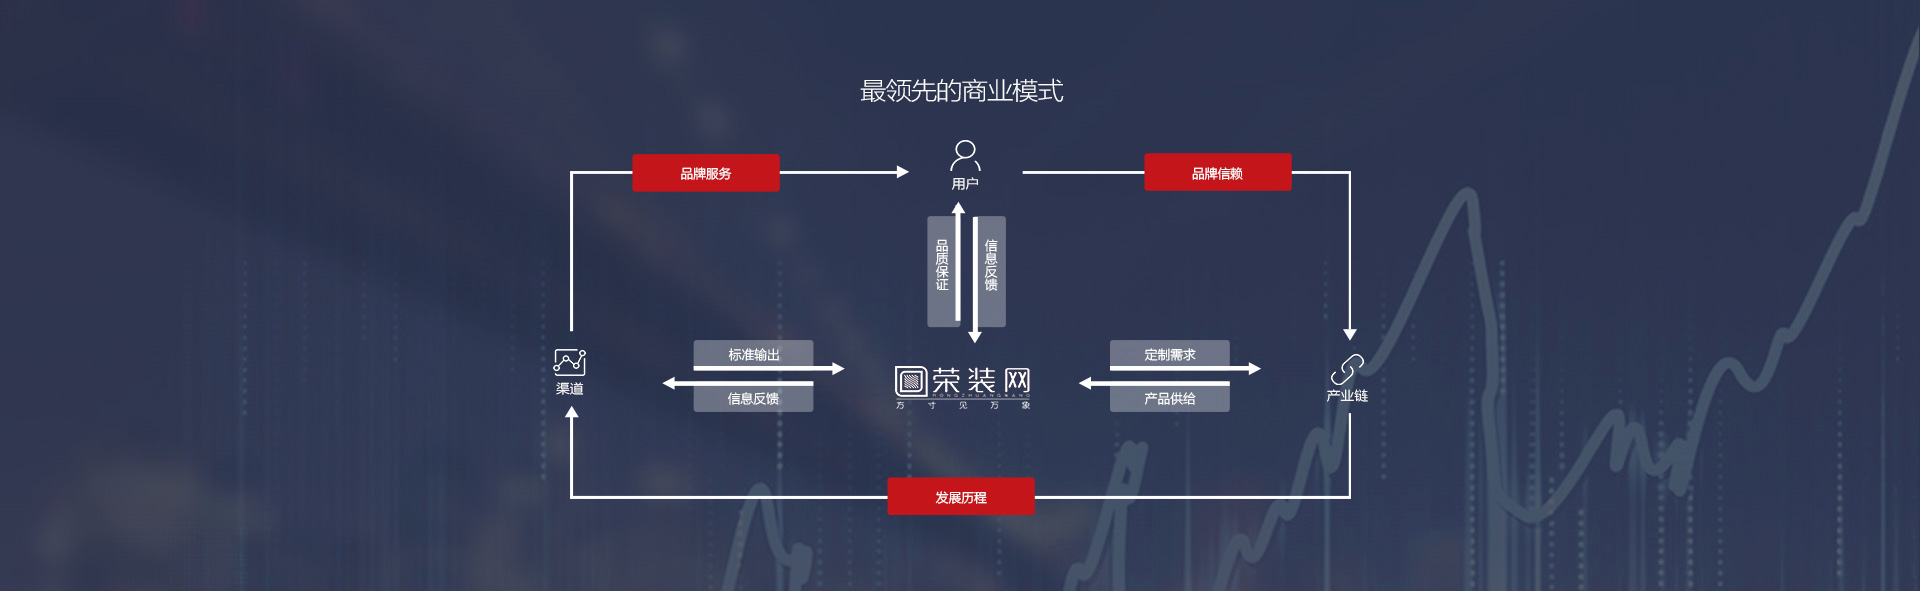 最领先的商业模式
品牌服务
品牌信赖
用户
品质保证
信息反馈
标准输出
定制需求
荣装网
RONGZHUANGWANG
方寸见万象
渠道
信息反馈
产品供给
产业链
发展历程